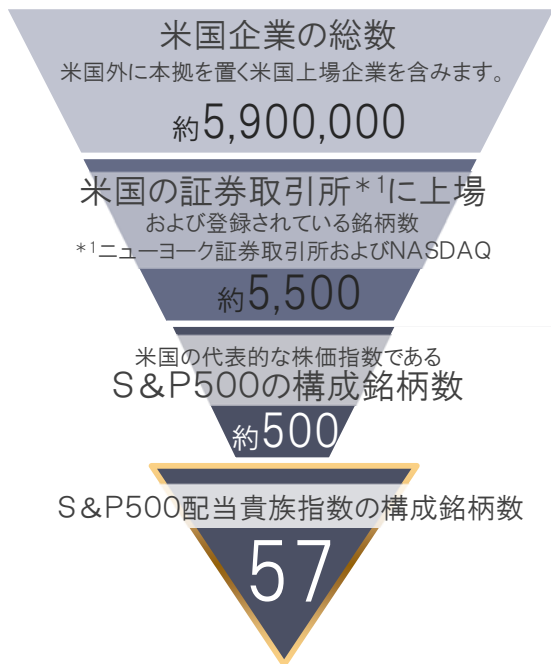 米国企業の総数
米国外に本拠を置く米国上場企業を含みます。
約5,900,000
米国の証券取引所*1に上場
および登録されている銘柄数
*1ニューヨーク証券取引所およびNASDAQ
約5,500
米国の代表的な株価指数である
S&P500の構成銘柄数
約500
S&P500配当貴族指数の構成銘柄数
57